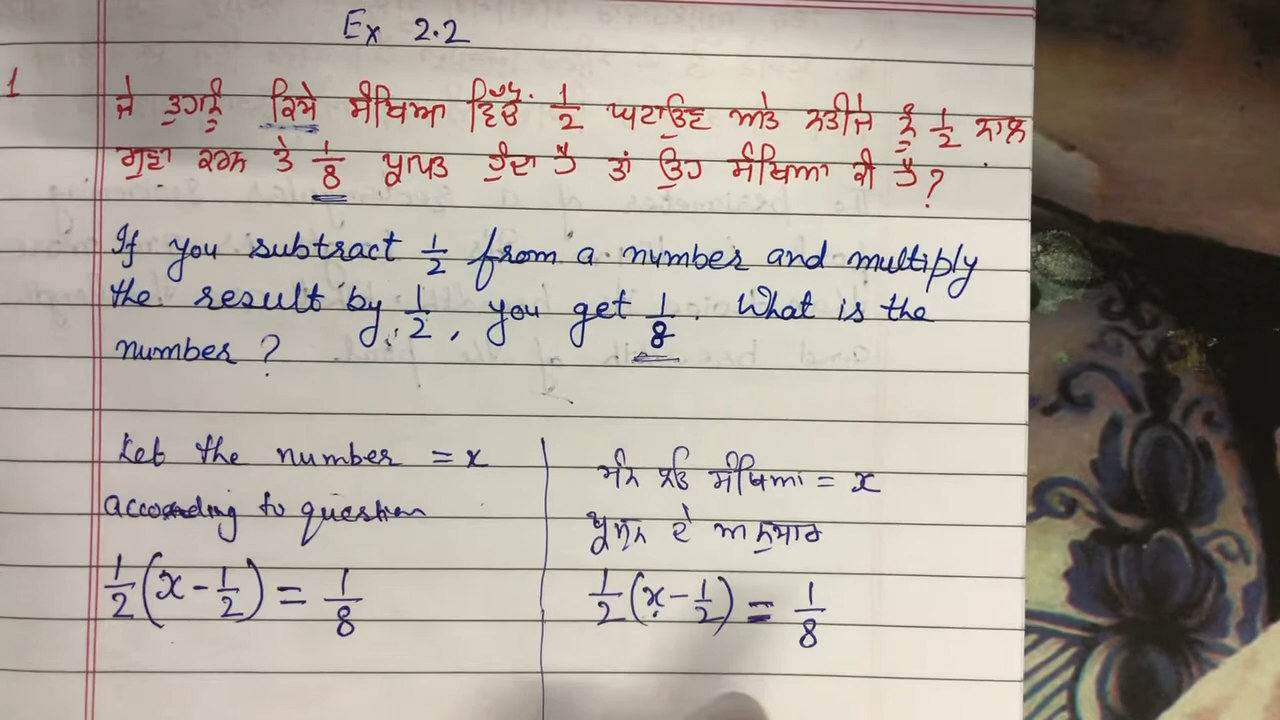 Ex 2.2
1 ਜੇ ਤੁਹਾਨੂੰ ਕਿਸੇ ਸੰਖਿਆ ਵਿੱਚੋਂ 1/2 ਘਟਾਉਣ ਅਤੇ ਨਤੀਜੇ ਨੂੰ 1/2 ਨਾਲ
ਗੁਣਾ ਕਰਨ ਤੇ 1/8 ਪ੍ਰਾਪਤ ਹੁੰਦਾ ਹੈ ਤਾਂ ਉਹ ਸੰਖਿਆ ਕੀ ਹੈ?
If you subtract 1/2 from a number and multiply
the result by 1/2, you get 1/8. What is the
number?
Let the number = x
according to question
1/2 (x - 1/2) = 1/8
ਮੰਨ ਲਓ ਸੰਖਿਆ = x
ਪ੍ਰਸ਼ਨ ਦੇ ਅਨੁਸਾਰ
1/2 (x - 1/2) = 1/8